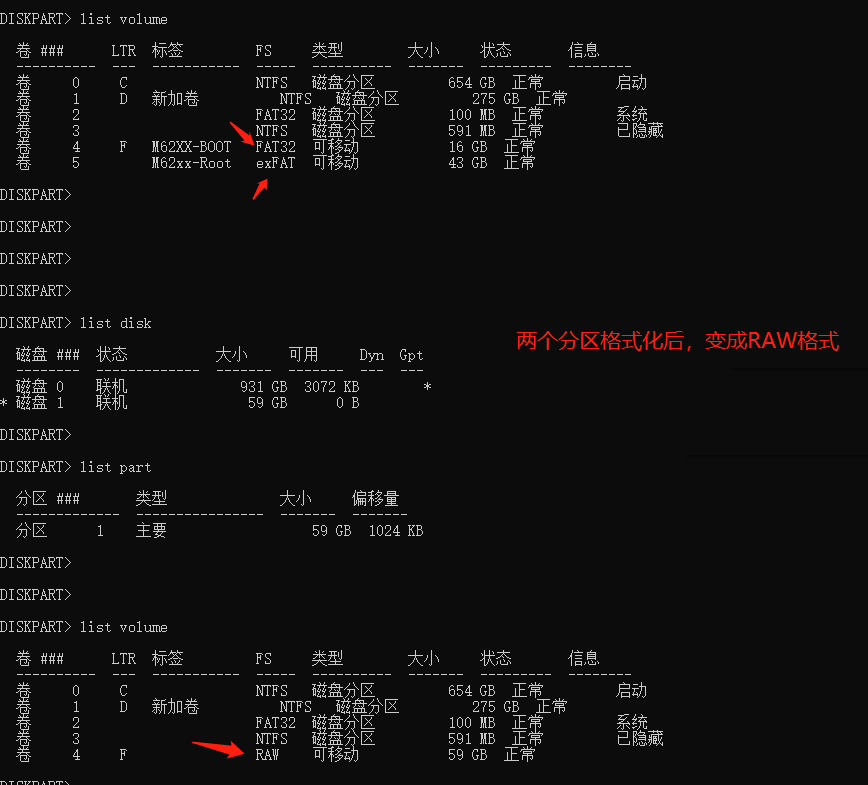 DISKPART> list volume
卷 ### LTR 标签 FS 类型 大小 状态 信息
---------- --- ----------- ----- ---------- ------- --------- --------
卷 0 C NTFS 磁盘分区 654 GB 正常 启动
卷 1 D 新加卷 NTFS 磁盘分区 275 GB 正常
卷 2 FAT32 磁盘分区 100 MB 正常 系统
卷 3 NTFS 磁盘分区 591 MB 正常 已隐藏
卷 4 F M62XX-BOOT FAT32 可移动 16 GB 正常
卷 5 M62xx-Root exFAT 可移动 43 GB 正常
DISKPART>
DISKPART>
DISKPART>
DISKPART>
DISKPART> list disk
两个分区格式化后，变成RAW格式
磁盘 ### 状态 大小 可用 Dyn Gpt
-------- ------------- ------- ------- --- ---
磁盘 0 联机 931 GB 3072 KB *
* 磁盘 1 联机 59 GB 0 B
DISKPART>
DISKPART> list part
分区 ### 类型 大小 偏移量
------------- ---------------- ------- -------
分区 1 主要 59 GB 1024 KB
DISKPART>
DISKPART>
DISKPART> list volume
卷 ### LTR 标签 FS 类型 大小 状态 信息
---------- --- ----------- ----- ---------- ------- --------- --------
卷 0 C NTFS 磁盘分区 654 GB 正常 启动
卷 1 D 新加卷 NTFS 磁盘分区 275 GB 正常
卷 2 FAT32 磁盘分区 100 MB 正常 系统
卷 3 NTFS 磁盘分区 591 MB 正常 已隐藏
卷 4 F RAW 可移动 59 GB 正常
DISKPART>